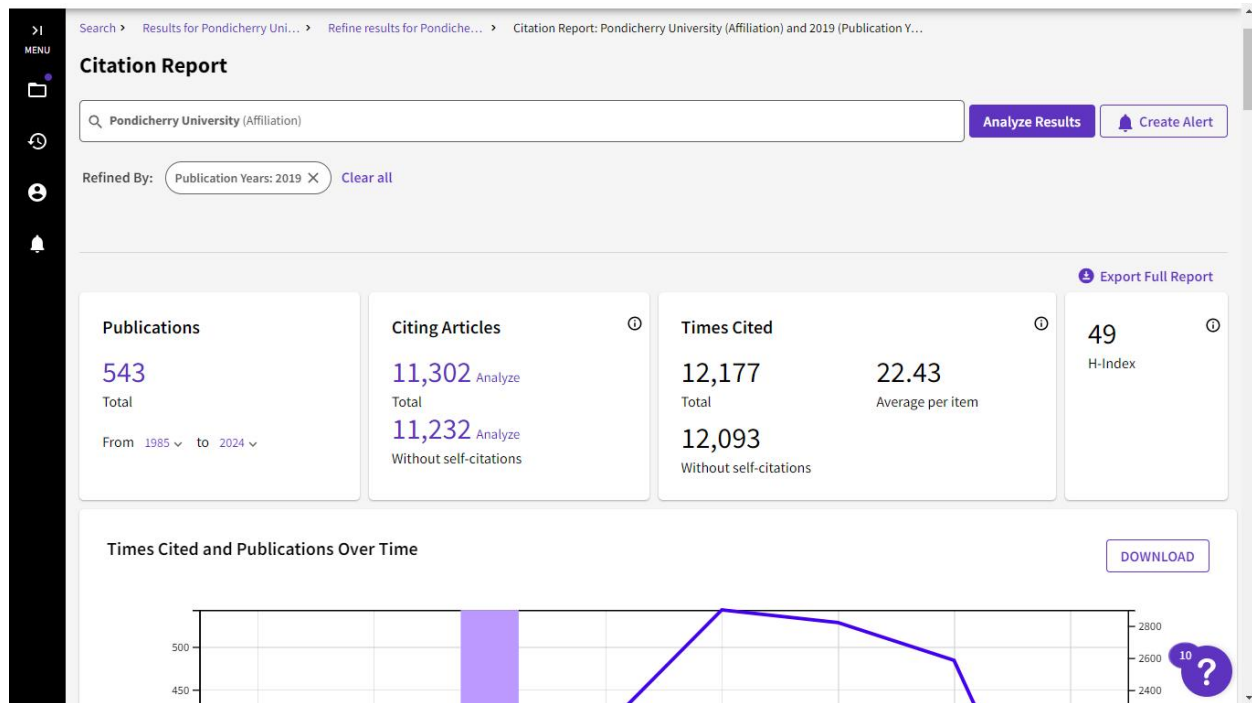 Search > Results for Pondicherry Uni... > Refine results for Pondiche... > Citation Report: Pondicherry University (Affiliation) and 2019 (Publication Y...
MENU
Citation Report
Pondicherry University (Affiliation)
Analyze Results
Create Alert
Refined By:
Publication Years: 2019
Clear all
Export Full Report
Publications
543
Total
From 1985 to 2024
Citing Articles
11,302 Analyze
Total
11,232 Analyze
Without self-citations
Times Cited
12,177
Total
22.43
Average per item
12,093
Without self-citations
49
H-Index
Times Cited and Publications Over Time
DOWNLOAD
500
450
2800
2600
2400
10
?